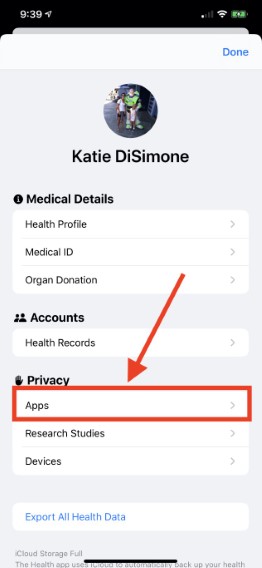 9:39
Done
Katie DiSimone
Medical Details
Health Profile
Medical ID
Organ Donation
Accounts
Health Records
Privacy
Apps
Research Studies
Devices
Export All Health Data
iCloud Storage Full
The Health app uses iCloud to automatically back up your health